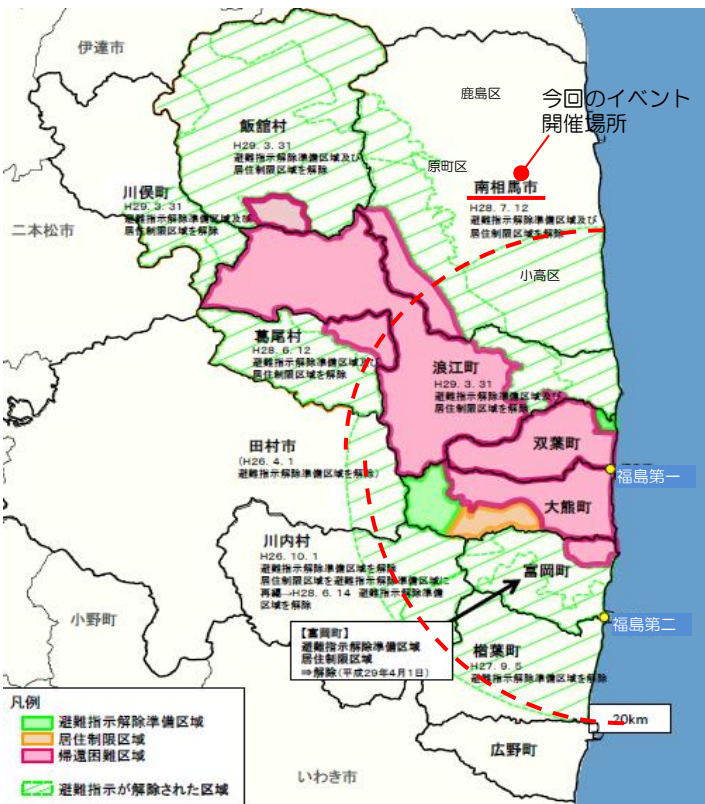 伊達市
鹿島区
今回のイベント
開催場所
飯舘村
H29.3.31
避難指示解除準備区域及び
居住制限区域を解除
原町区
南相馬市
H28.7.12
避難指示解除準備区域及び
居住制限区域を解除
川俣町
H29.3.31
避難指示解除準備区域及び
居住制限区域を解除
二本松市
小高区
葛尾村
H28.6.12
避難指示解除準備区域及び
居住制限区域を解除
浪江町
H29.3.31
避難指示解除準備区域及び
居住制限区域を解除
双葉町
田村市
(H26.4.1
避難指示解除準備区域を解除)
福島第一
大熊町
川内村
H26.10.1
避難指示解除準備区域を解除
居住制限区域を避難指示解除準備区域に
再編→H28.6.14 避難指示解除準備
区域を解除
富岡町
小野町
福島第二
【富岡町】
避難指示解除準備区域
居住制限区域
⇒解除(平成29年4月1日)
楢葉町
H27.9.5
避難指示解除準備区域を解除
20km
広野町
いわき市
凡例
避難指示解除準備区域
居住制限区域
帰還困難区域
避難指示が解除された区域